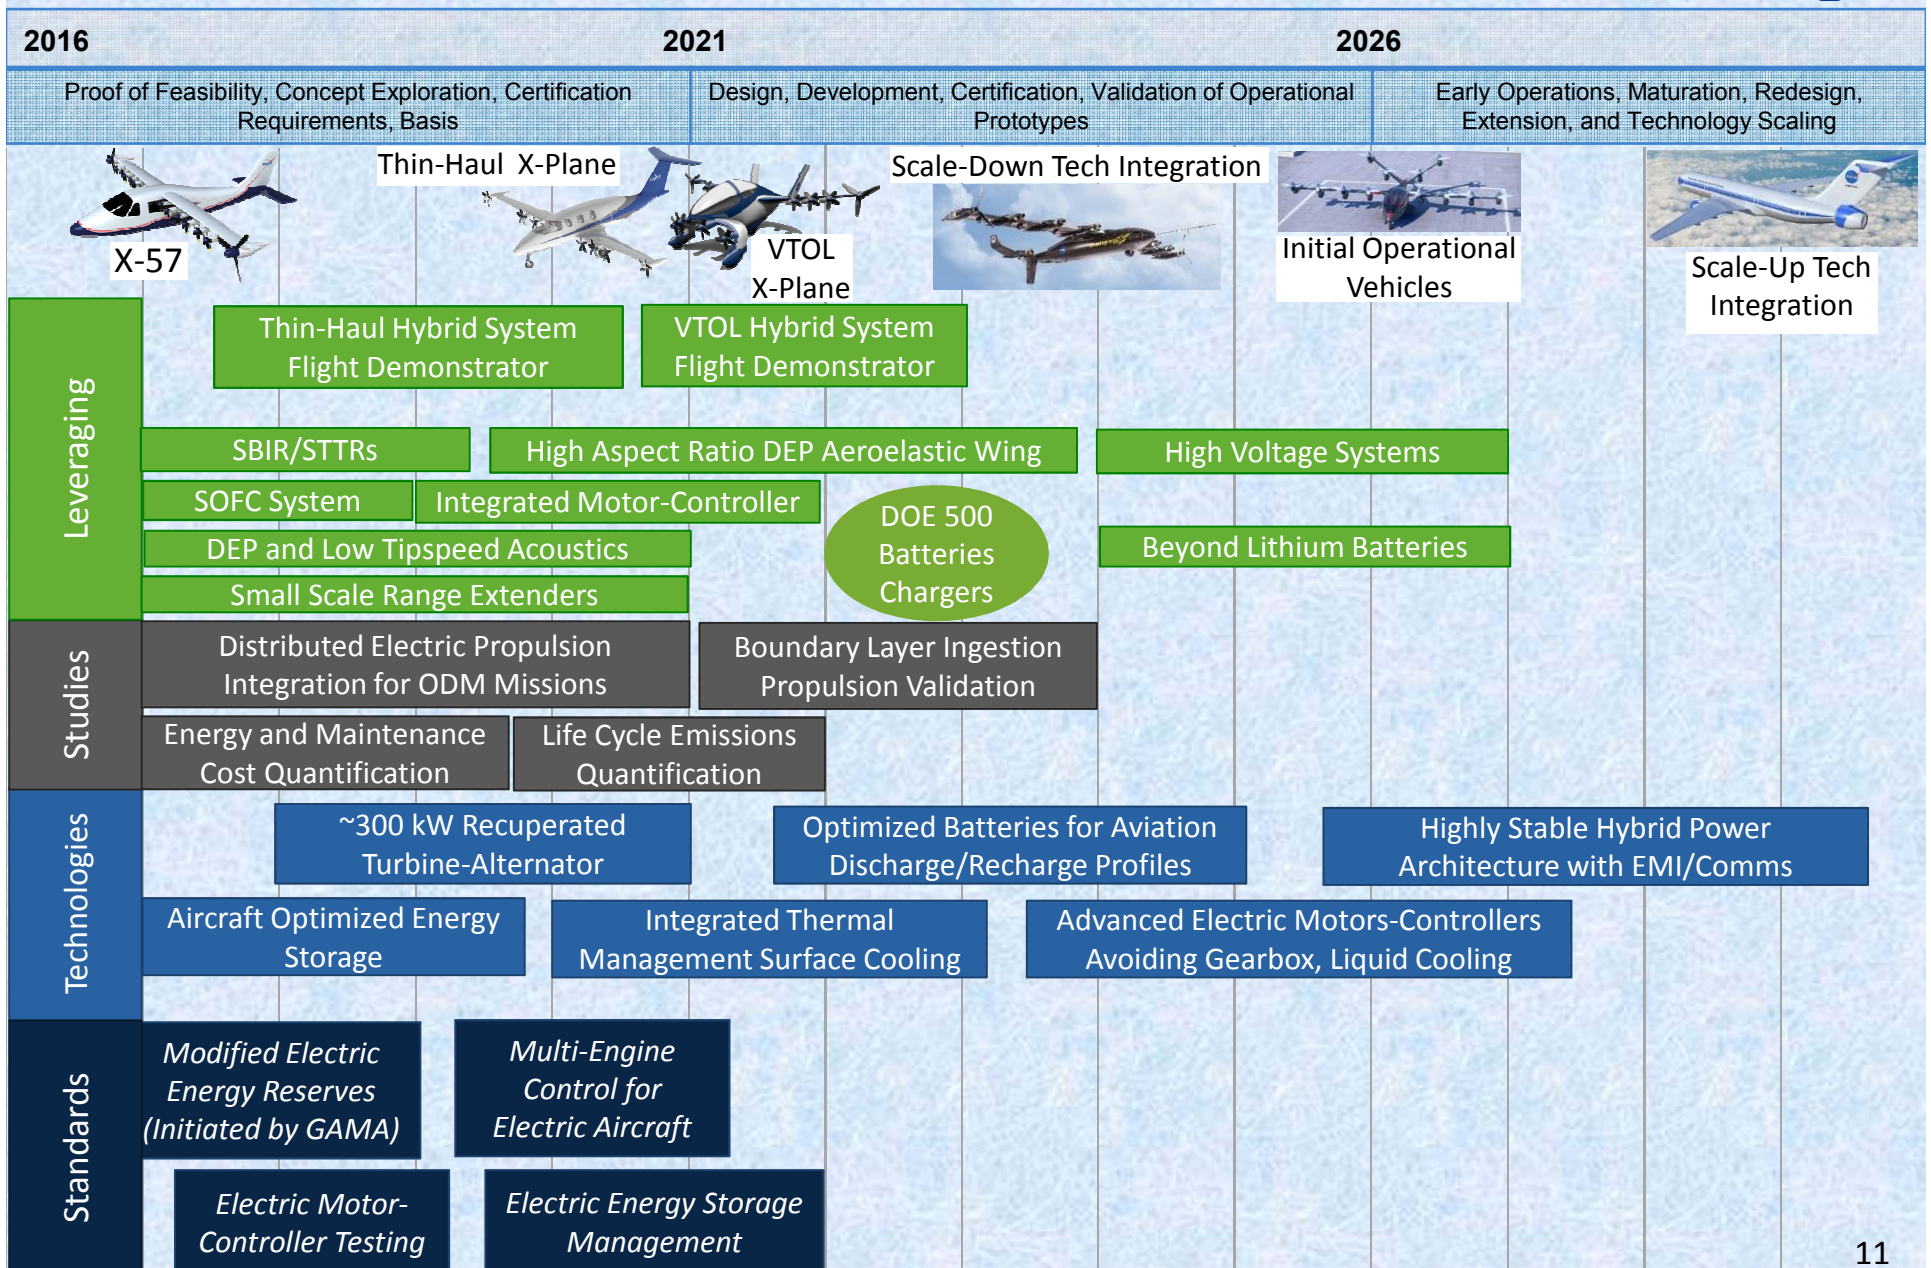 2016
2021
2026
Proof of Feasibility, Concept Exploration, Certification
Requirements, Basis
Design, Development, Certification, Validation of Operational
Prototypes
Early Operations, Maturation, Redesign,
Extension, and Technology Scaling
X-57
Thin-Haul X-Plane
VTOL
X-Plane
Scale-Down Tech Integration
Initial Operational
Vehicles
Scale-Up Tech
Integration
Leveraging
Thin-Haul Hybrid System
Flight Demonstrator
VTOL Hybrid System
Flight Demonstrator
SBIR/STTRs
High Aspect Ratio DEP Aeroelastic Wing
High Voltage Systems
SOFC System
Integrated Motor-Controller
DOE 500
Batteries
Chargers
DEP and Low Tipspeed Acoustics
Beyond Lithium Batteries
Small Scale Range Extenders
Studies
Distributed Electric Propulsion
Integration for ODM Missions
Boundary Layer Ingestion
Propulsion Validation
Energy and Maintenance
Cost Quantification
Life Cycle Emissions
Quantification
Technologies
~300 kW Recuperated
Turbine-Alternator
Optimized Batteries for Aviation
Discharge/Recharge Profiles
Highly Stable Hybrid Power
Architecture with EMI/Comms
Aircraft Optimized Energy
Storage
Integrated Thermal
Management Surface Cooling
Advanced Electric Motors-Controllers
Avoiding Gearbox, Liquid Cooling
Standards
Modified Electric
Energy Reserves
(Initiated by GAMA)
Multi-Engine
Control for
Electric Aircraft
Electric Motor-
Controller Testing
Electric Energy Storage
Management
11